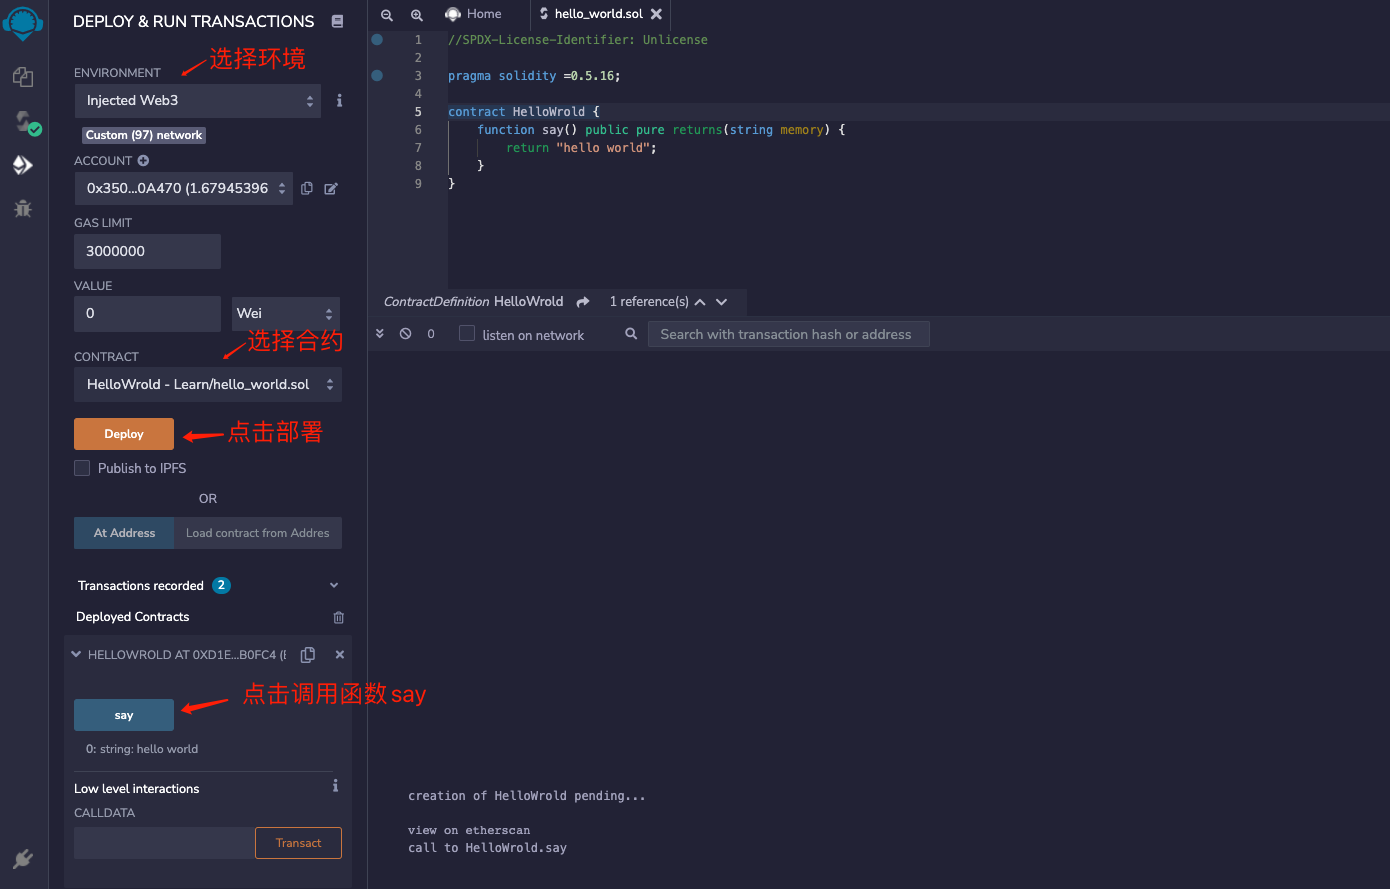 DEPLOY & RUN TRANSACTIONS
选择环境
ENVIRONMENT
Injected Web3
Custom (97) network
ACCOUNT
0x350...0A470 (1.67945396
GAS LIMIT
3000000
VALUE
0
Wei
选择合约
CONTRACT
HelloWrold - Learn/hello_world.sol
Deploy
点击部署
Publish to IPFS
OR
At Address
Load contract from Addres
Transactions recorded 2
Deployed Contracts
HELLOWROLD AT 0XD1E...B0FC4 (
点击调用函数say
say
0: string: hello world
Low level interactions
CALLDATA
Transact
Home
hello_world.sol
1 //SPDX-License-Identifier: Unlicense
2
3 pragma solidity =0.5.16;
4
5 contract HelloWrold {
6 function say() public pure returns(string memory) {
7 return "hello world";
8 }
9 }
ContractDefinition HelloWrold 1 reference(s)
0 listen on network Search with transaction hash or address
creation of HelloWrold pending...
view on etherscan
call to HelloWrold.say